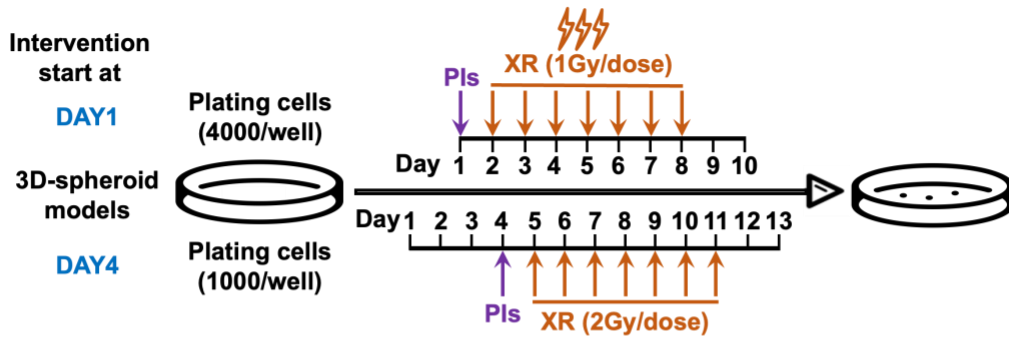 Intervention
start at
DAY1
3D-spheroid
models
DAY4
Plating cells
(4000/well)
Plating cells
(1000/well)
XR (1Gy/dose)
PIs
Day 1 2 3 4 5 6 7 8 9 10
Day 1 2 3 4 5 6 7 8 9 10 11 12 13
PIs
XR (2Gy/dose)